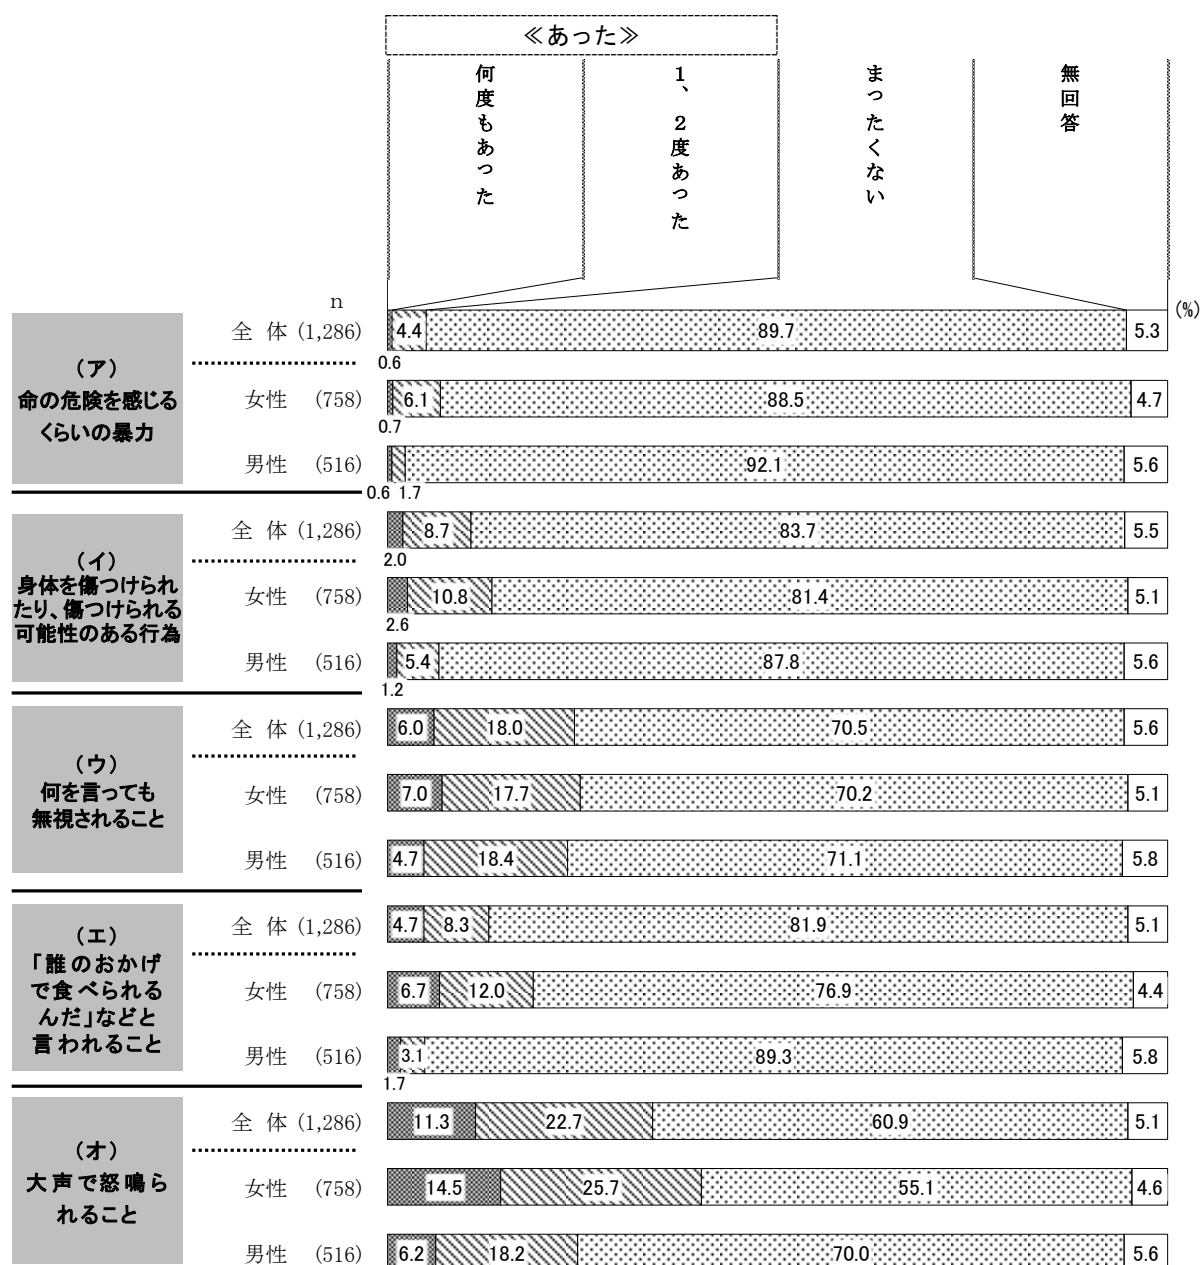 ≪あった≫
何度もあった
１、２度あった
まったくない
無回答
n
(%)
（ア）
命の危険を感じる
くらいの暴力
全 体 (1,286)
4.4
89.7
5.3
0.6
女性 (758)
6.1
88.5
4.7
0.7
男性 (516)
92.1
5.6
0.6
1.7
（イ）
身体を傷つけられ
たり、傷つけられる
可能性のある行為
全 体 (1,286)
8.7
83.7
5.5
2.0
女性 (758)
10.8
81.4
5.1
2.6
男性 (516)
5.4
87.8
5.6
1.2
（ウ）
何を言っても
無視されること
全 体 (1,286)
6.0
18.0
70.5
5.6
女性 (758)
7.0
17.7
70.2
5.1
男性 (516)
4.7
18.4
71.1
5.8
（エ）
「誰のおかげ
で食べられる
んだ」などと
言われること
全 体 (1,286)
4.7
8.3
81.9
5.1
女性 (758)
6.7
12.0
76.9
4.4
男性 (516)
3.1
89.3
5.8
1.7
（オ）
大声で怒鳴ら
れること
全 体 (1,286)
11.3
22.7
60.9
5.1
女性 (758)
14.5
25.7
55.1
4.6
男性 (516)
6.2
18.2
70.0
5.6